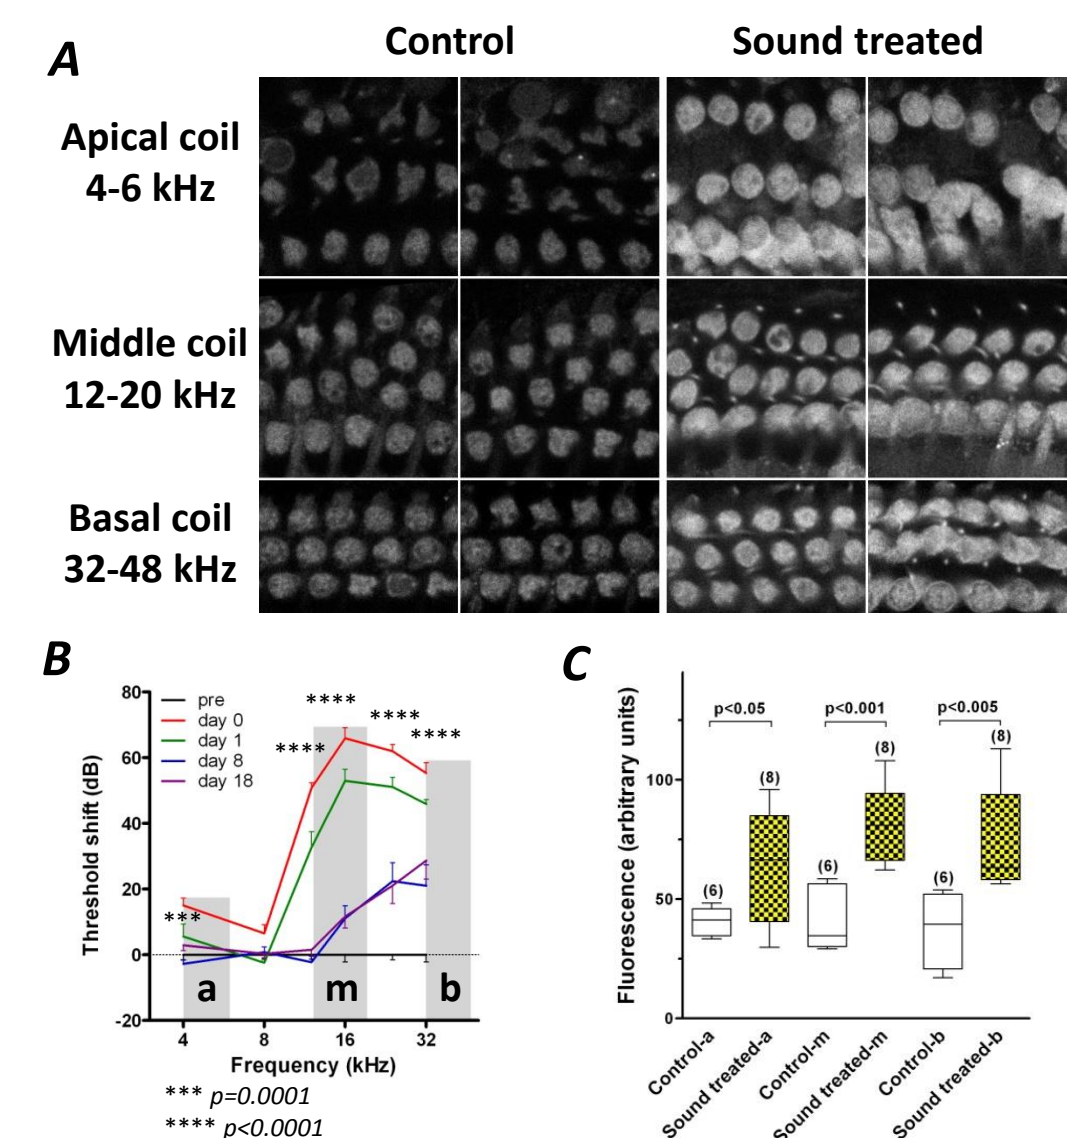 A
Control
Sound treated
Apical coil
4-6 kHz
Middle coil
12-20 kHz
Basal coil
32-48 kHz
B
Threshold shift (dB)
80
60
40
20
0
-20
pre
day 0
day 1
day 8
day 18
***
****
****
****
****
a
m
b
4
8
16
32
Frequency (kHz)
*** p=0.0001
**** p<0.0001
C
Fluorescence (arbitrary units)
100
50
0
p<0.05
p<0.001
p<0.005
(6)
(8)
(6)
(8)
(6)
(8)
Control-a
Sound treated-a
Control-m
Sound treated-m
Control-b
Sound treated-b